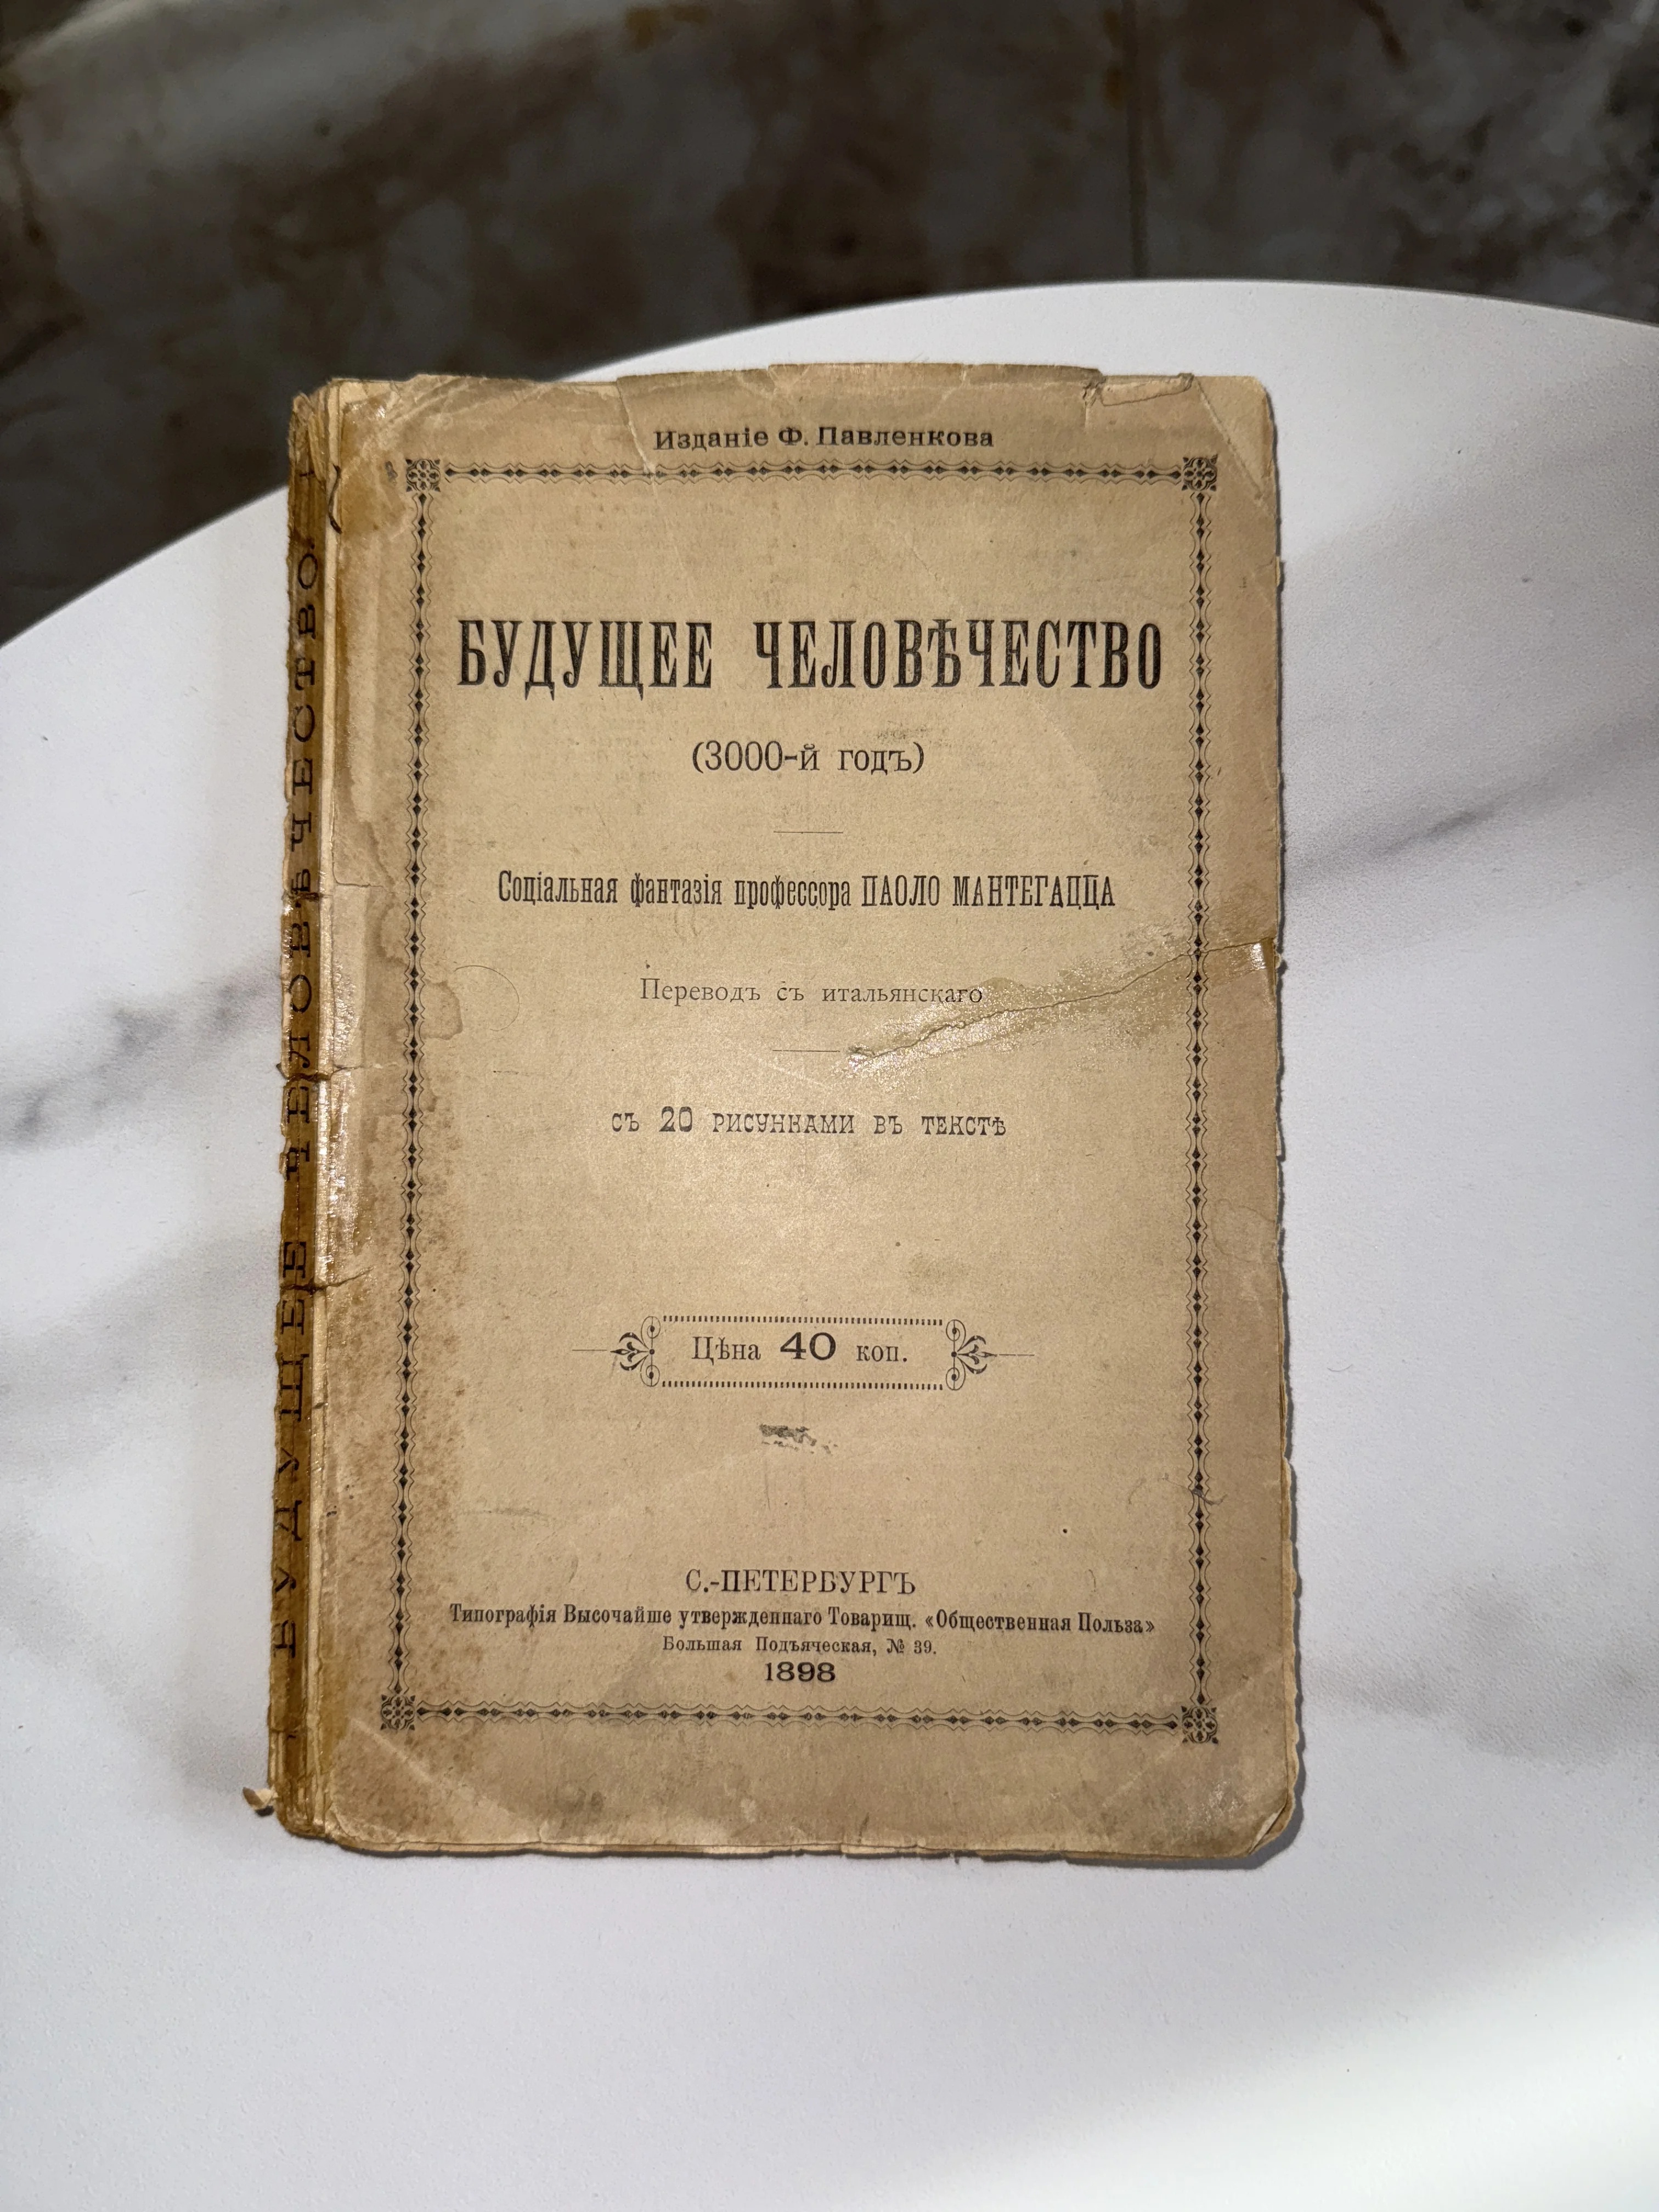 Изданіе Ф. Павленкова
БУДУЩЕЕ ЧЕЛОВѢЧЕСТВО
(3000-й годъ)
Соціальная фантазія профессора ПАОЛО МАНТЕГАЦЦА
Переводъ съ итальянскаго
СЪ 20 РИСУНКАМИ ВЪ ТЕКСТѢ
Цѣна 40 коп.
С.-ПЕТЕРБУРГЪ
Типографія Высочайше утвержденнаго Товарищ. «Общественная Польза»
Большая Подъяческая, № 39.
1898
БУДУЩЕЕ ЧЕЛОВѢЧЕСТВО.